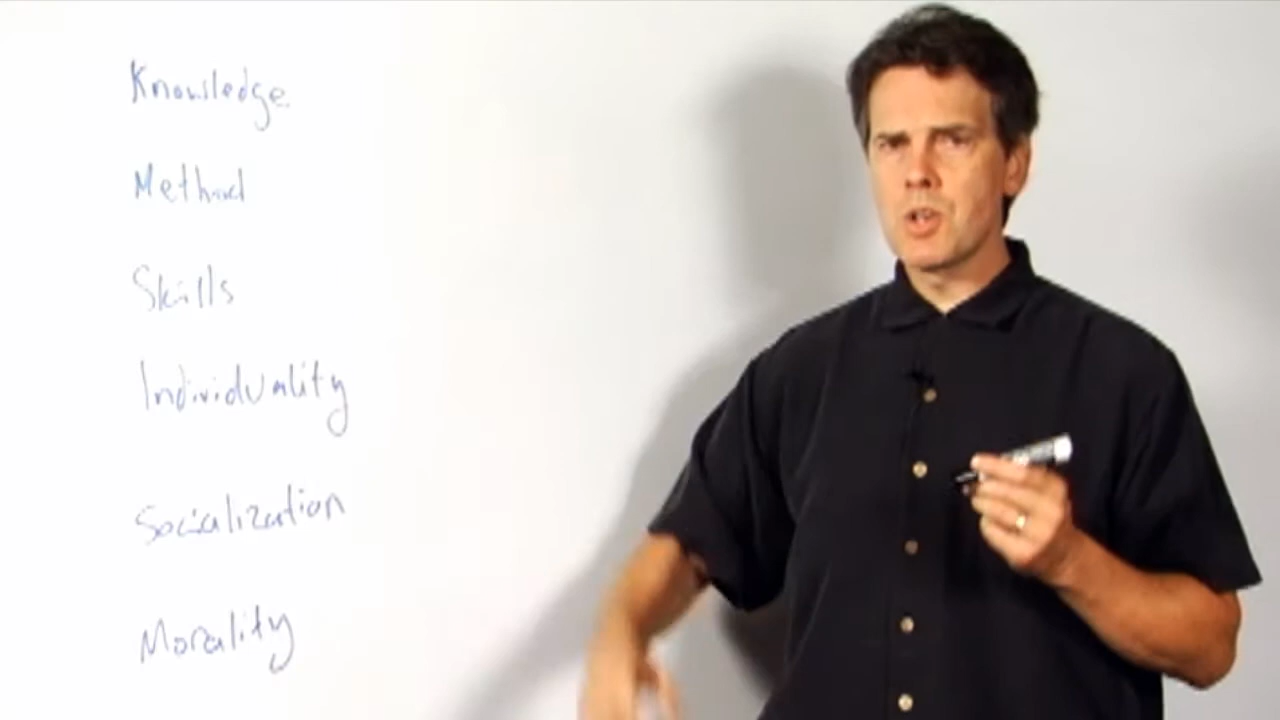 Knowledge
Method
Skills
Individuality
Socialization
Morality